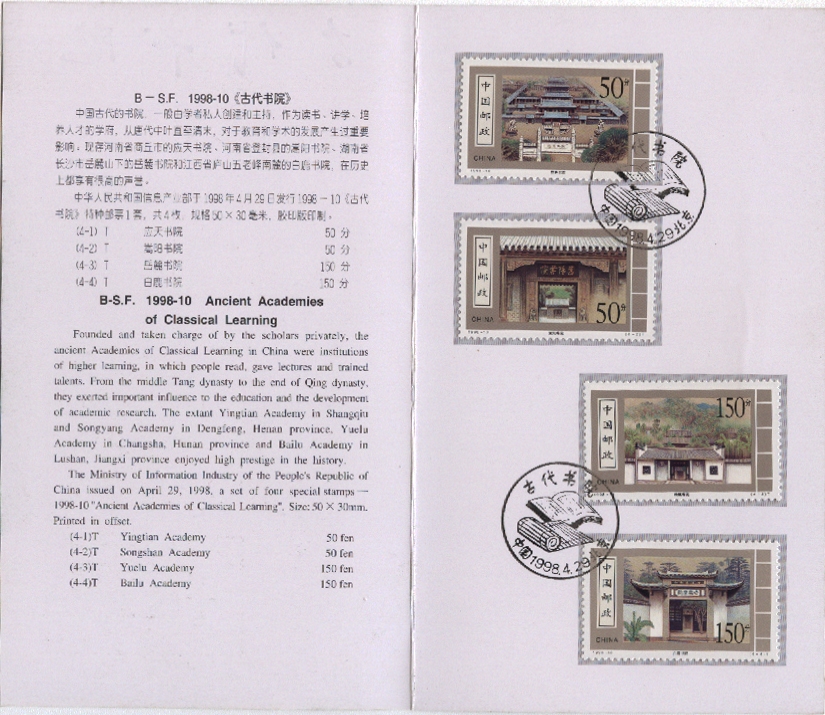 B－S.F. 1998-10《古代书院》
中国古代的书院，一般由学者私人创建和主持，作为读书、讲学、培
养人才的学府，从唐代中叶直至清末，对于教育和学术的发展产生过重要
影响。现存河南省商丘市的应天书院、河南省登封县的嵩阳书院、湖南省
长沙市岳麓山下的岳麓书院和江西省庐山五老峰南麓的白鹿书院，在历史
上都享有很高的声誉。
中华人民共和国信息产业部于1998年4月29日发行1998－10《古代
书院》特种邮票1套，共4枚，规格50×30毫米，胶印版印制。
(4-1) T 应天书院 50 分
(4-2) T 嵩阳书院 50 分
(4-3) T 岳麓书院 150 分
(4-4) T 白鹿书院 150 分
B-S.F. 1998-10 Ancient Academies
of Classical Learning
Founded and taken charge of by the scholars privately, the
ancient Academies of Classical Learning in China were institutions
of higher learning, in which people read, gave lectures and trained
talents. From the middle Tang dynasty to the end of Qing dynasty,
they exerted important influence to the education and the development
of academic research. The extant Yingtian Academy in Shangqiu
and Songyang Academy in Dengfeng, Henan province, Yuelu
Academy in Changsha, Hunan province and Bailu Academy in
Lushan, Jiangxi province enjoyed high prestige in the history.
The Ministry of Information Industry of the People's Republic of
China issued on April 29, 1998, a set of four special stamps —
1998-10 "Ancient Academies of Classical Learning". Size: 50×30mm.
Printed in offset.
(4-1)T Yingtian Academy 50 fen
(4-2)T Songshan Academy 50 fen
(4-3)T Yuelu Academy 150 fen
(4-4)T Bailu Academy 150 fen
中国邮政
50分
CHINA
代书院
中国1998.4.29北京
中国邮政
50分
CHINA
中国邮政
150分
CHINA
古代书院
中国1998.4.29
中国邮政
150分
CHINA